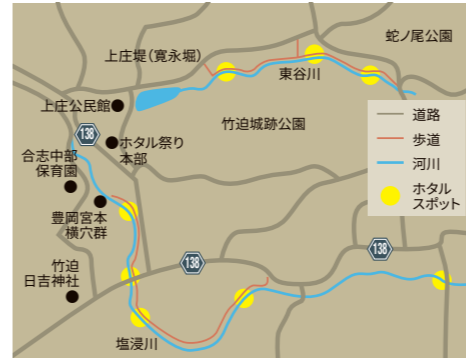 蛇ノ尾公園
上庄堤(寛永堀)
東谷川
上庄公民館
竹迫城跡公園
138
ホタル祭り
本部
合志中部
保育園
豊岡宮本
横穴群
竹迫
日吉神社
138
138
塩浸川
道路
歩道
河川
ホタル
スポット